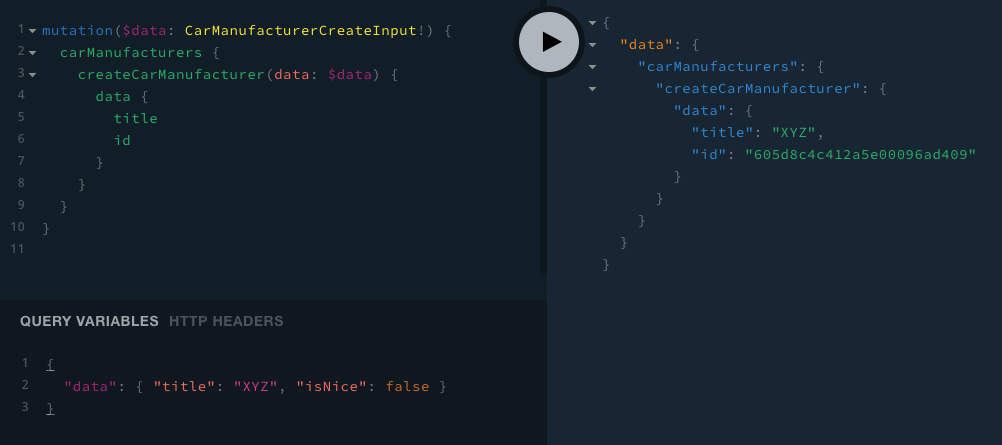 1 mutation($data: CarManufacturerCreateInput!) {
2 carManufacturers {
3 createCarManufacturer(data: $data) {
4 data {
5 title
6 id
7 }
8 }
9 }
10 }
11
QUERY VARIABLES HTTP HEADERS
1 {
2 "data": { "title": "XYZ", "isNice": false }
3 }
{
"data": {
"carManufacturers": {
"createCarManufacturer": {
"data": {
"title": "XYZ",
"id": "605d8c4c412a5e00096ad409"
}
}
}
}
}